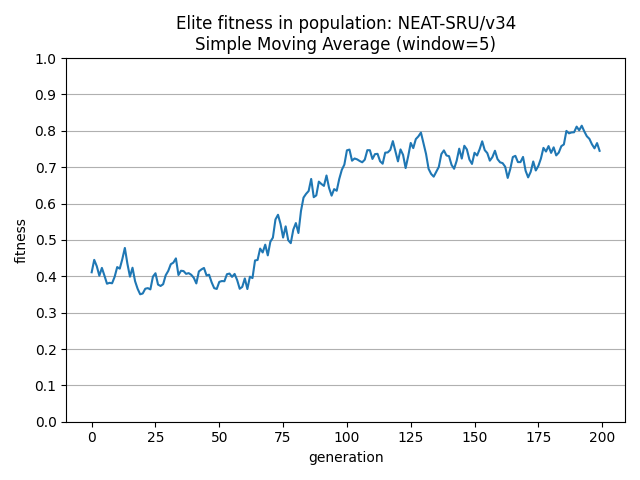 Elite fitness in population: NEAT-SRU/v34
Simple Moving Average (window=5)
1.0
0.9
0.8
0.7
0.6
0.5
0.4
0.3
0.2
0.1
0.0
fitness
0 25 50 75 100 125 150 175 200
generation